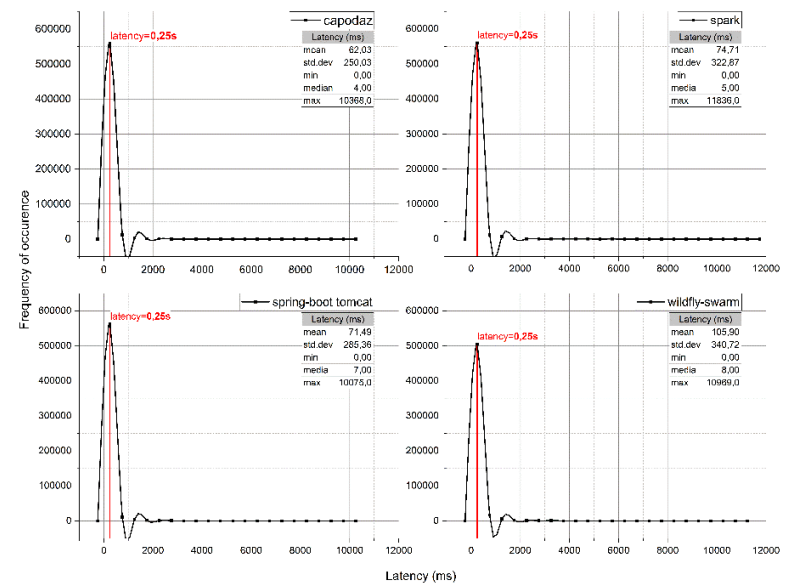 capodaz
latency=0,25s
Latency (ms)
mean 62,03
std.dev 250,03
min 0,00
median 4,00
max 10368,0
600000
500000
400000
300000
200000
100000
0
0 2000 4000 6000 8000 10000 12000
spark
latency=0,25s
Latency (ms)
mean 74,71
std.dev 322,87
min 0,00
media 5,00
max 11836,0
600000
500000
400000
300000
200000
100000
0
0 2000 4000 6000 8000 10000 12000
Frequency of occurence
spring-boot tomcat
latency=0,25s
Latency (ms)
mean 71,49
std.dev 285,36
min 0,00
media 7,00
max 10075,0
600000
500000
400000
300000
200000
100000
0
0 2000 4000 6000 8000 10000 12000
wildfly-swarm
latency=0,25s
Latency (ms)
mean 105,90
std.dev 340,72
min 0,00
media 8,00
max 10969,0
600000
500000
400000
300000
200000
100000
0
0 2000 4000 6000 8000 10000 12000
Latency (ms)